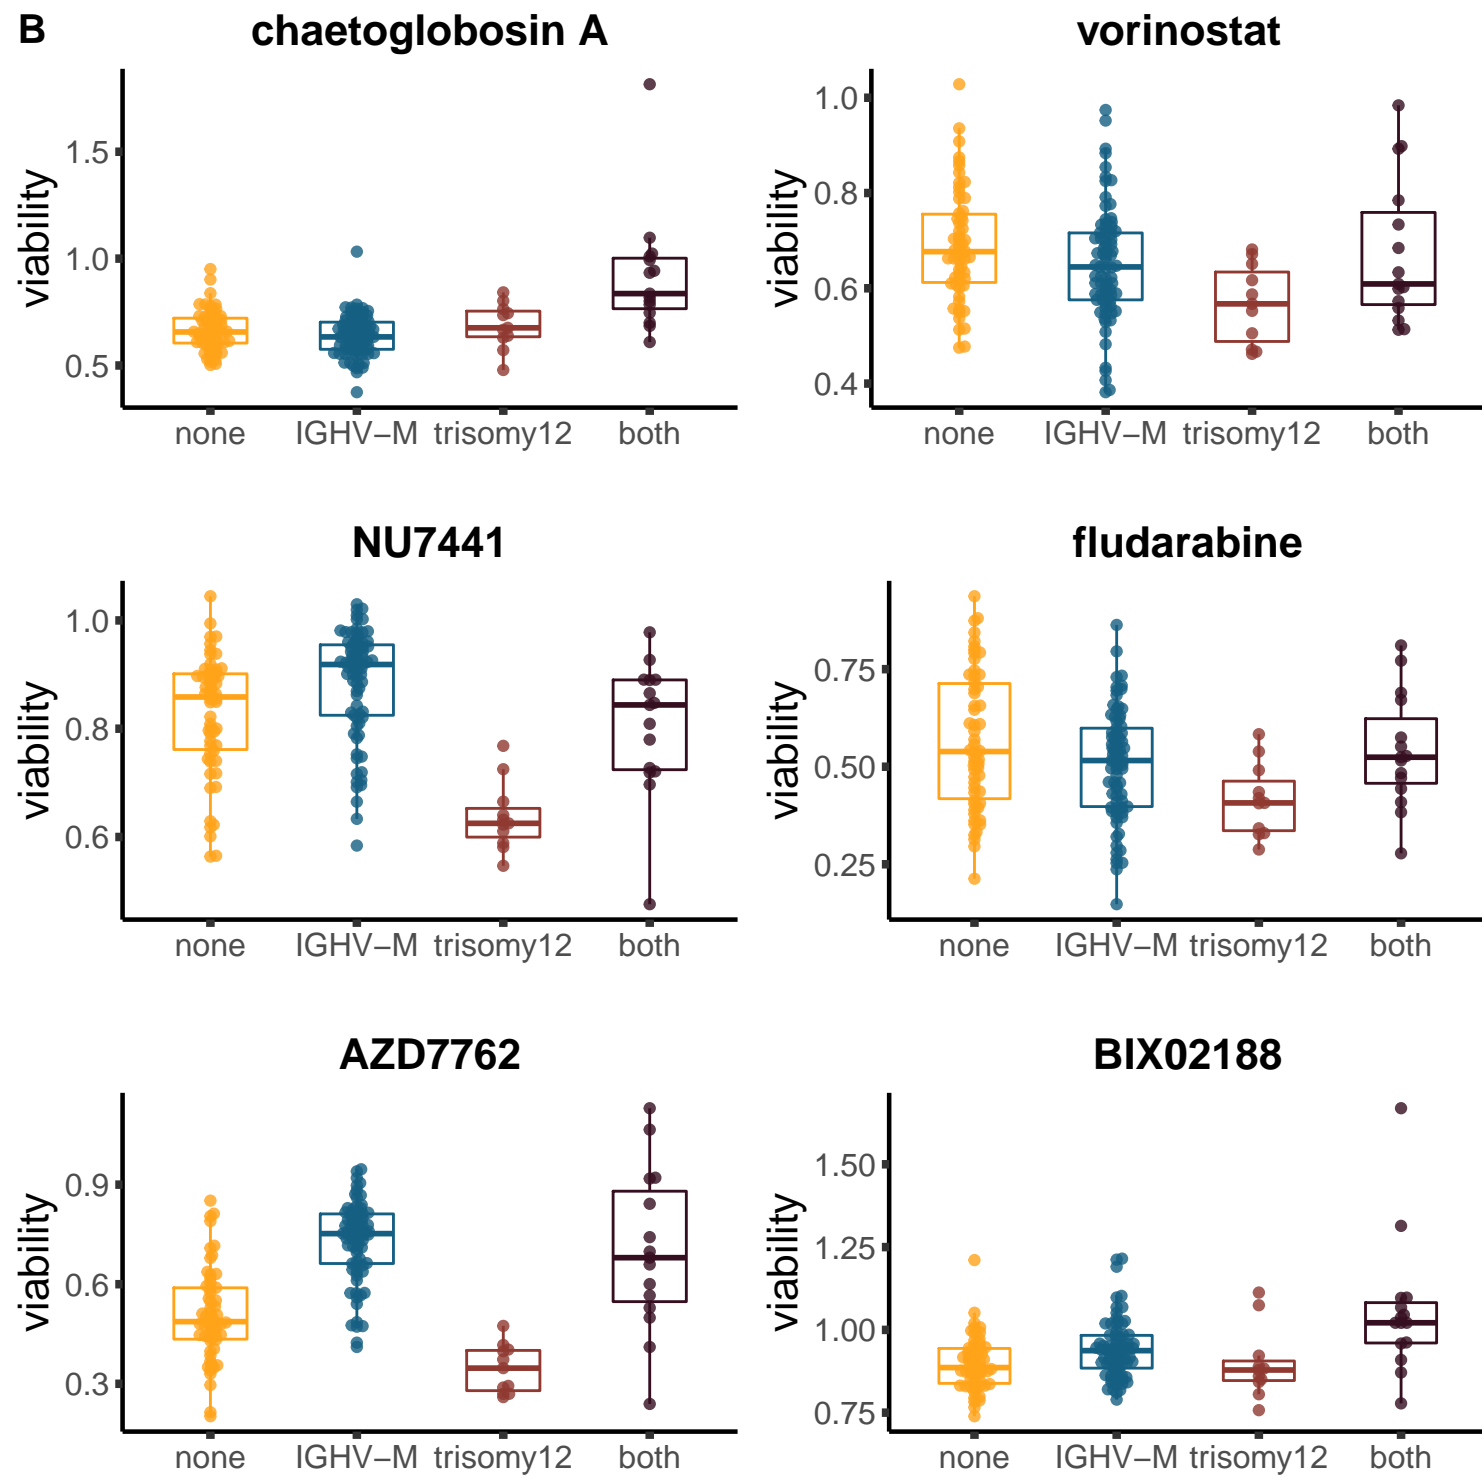 B
chaetoglobosin A
vorinostat
viability
1.5
1.0
0.5
none IGHV−M trisomy12 both
viability
1.0
0.8
0.6
0.4
none IGHV−M trisomy12 both
NU7441
fludarabine
viability
1.0
0.8
0.6
none IGHV−M trisomy12 both
viability
0.75
0.50
0.25
none IGHV−M trisomy12 both
AZD7762
BIX02188
viability
0.9
0.6
0.3
none IGHV−M trisomy12 both
viability
1.50
1.25
1.00
0.75
none IGHV−M trisomy12 both